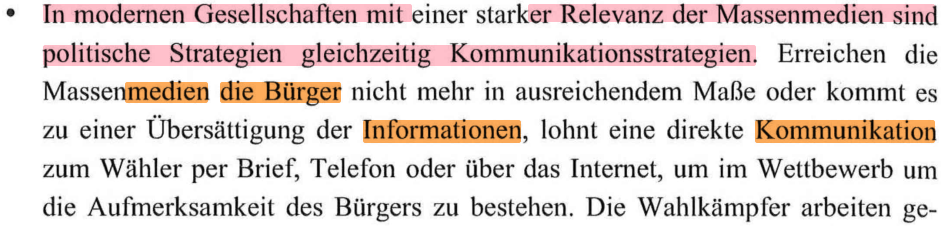 • In modernen Gesellschaften mit einer starker Relevanz der Massenmedien sind
politische Strategien gleichzeitig Kommunikationsstrategien. Erreichen die
Massenmedien die Bürger nicht mehr in ausreichendem Maße oder kommt es
zu einer Übersättigung der Informationen, lohnt eine direkte Kommunikation
zum Wähler per Brief, Telefon oder über das Internet, um im Wettbewerb um
die Aufmerksamkeit des Bürgers zu bestehen. Die Wahlkämpfer arbeiten ge-